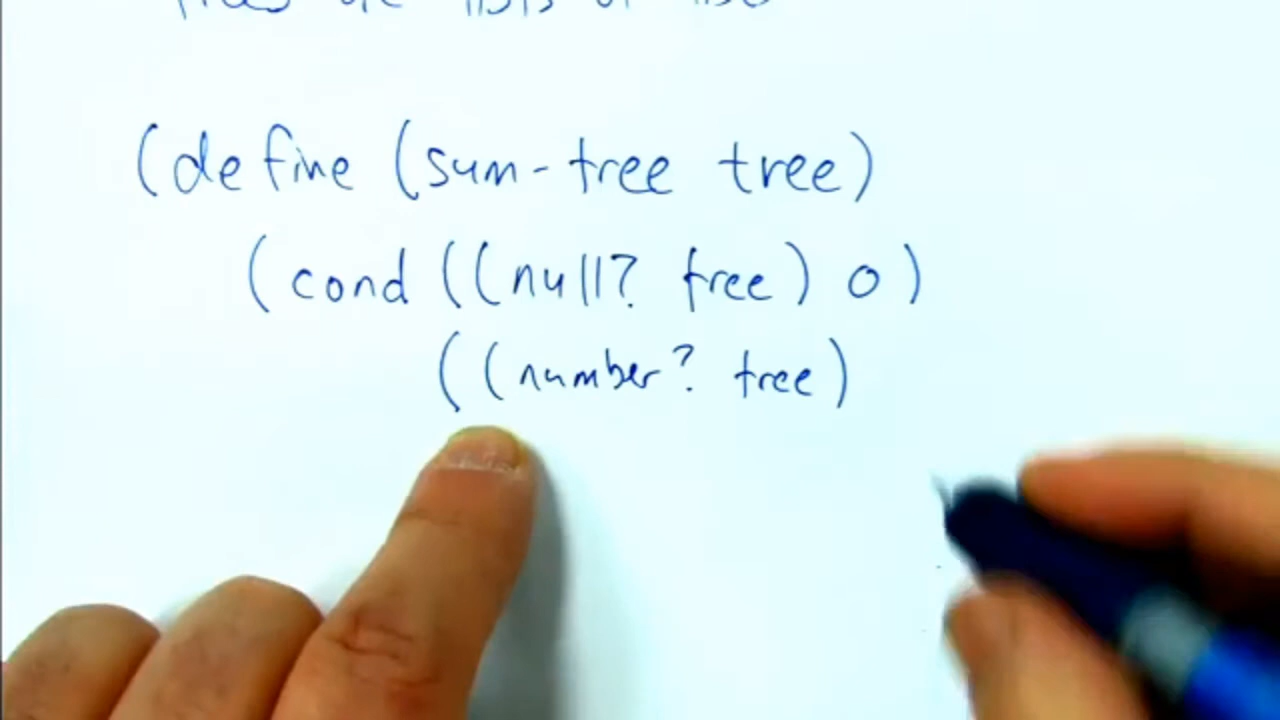 (define (sum-tree tree)
(cond ((null? tree) 0)
((number? tree)